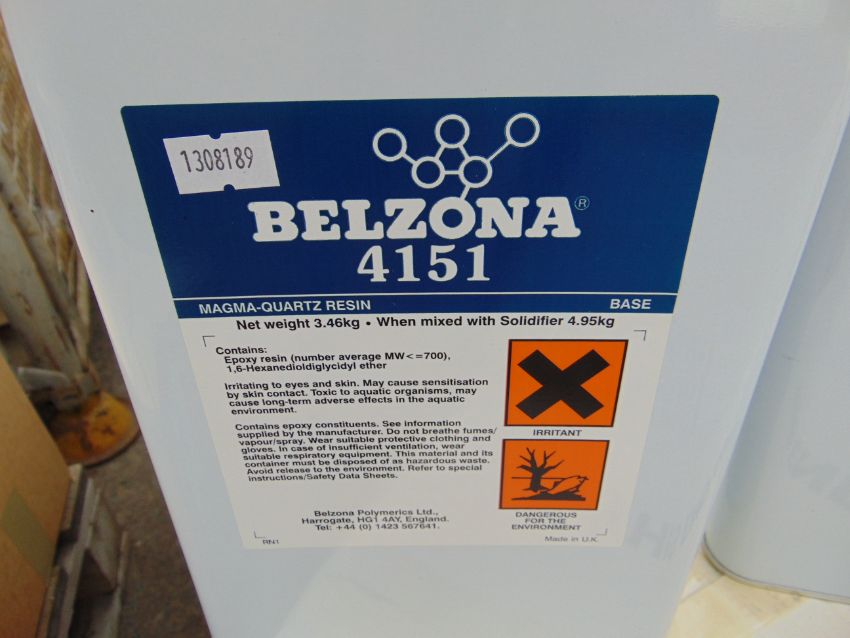 1308189
BELZONA®
4151
MAGMA-QUARTZ RESIN BASE
Net weight 3.46kg • When mixed with Solidifier 4.95kg
Contains:
Epoxy resin (number average MW<=700),
1,6-Hexanedioldiglycidyl ether
Irritating to eyes and skin. May cause sensitisation
by skin contact. Toxic to aquatic organisms, may
cause long-term adverse effects in the aquatic
environment.
Contains epoxy constituents. See information
supplied by the manufacturer. Do not breathe fumes/
vapour/spray. Wear suitable protective clothing and
gloves. In case of insufficient ventilation, wear
suitable respiratory equipment. This material and its
container must be disposed of as hazardous waste.
Avoid release to the environment. Refer to special
instructions/Safety Data Sheets.
IRRITANT
DANGEROUS
FOR THE
ENVIRONMENT
Belzona Polymerics Ltd.,
Harrogate, HG1 4AY, England.
Tel: +44 (0) 1423 567641.
RN1
Made in U.K.